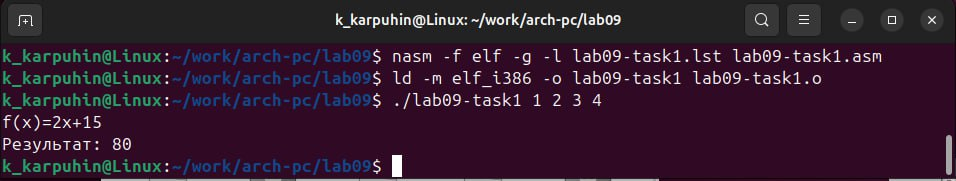 k_karpuhin@Linux: ~/work/arch-pc/lab09
k_karpuhin@Linux:~/work/arch-pc/lab09$ nasm -f elf -g -l lab09-task1.lst lab09-task1.asm
k_karpuhin@Linux:~/work/arch-pc/lab09$ ld -m elf_i386 -o lab09-task1 lab09-task1.o
k_karpuhin@Linux:~/work/arch-pc/lab09$ ./lab09-task1 1 2 3 4
f(x)=2x+15
Результат: 80
k_karpuhin@Linux:~/work/arch-pc/lab09$